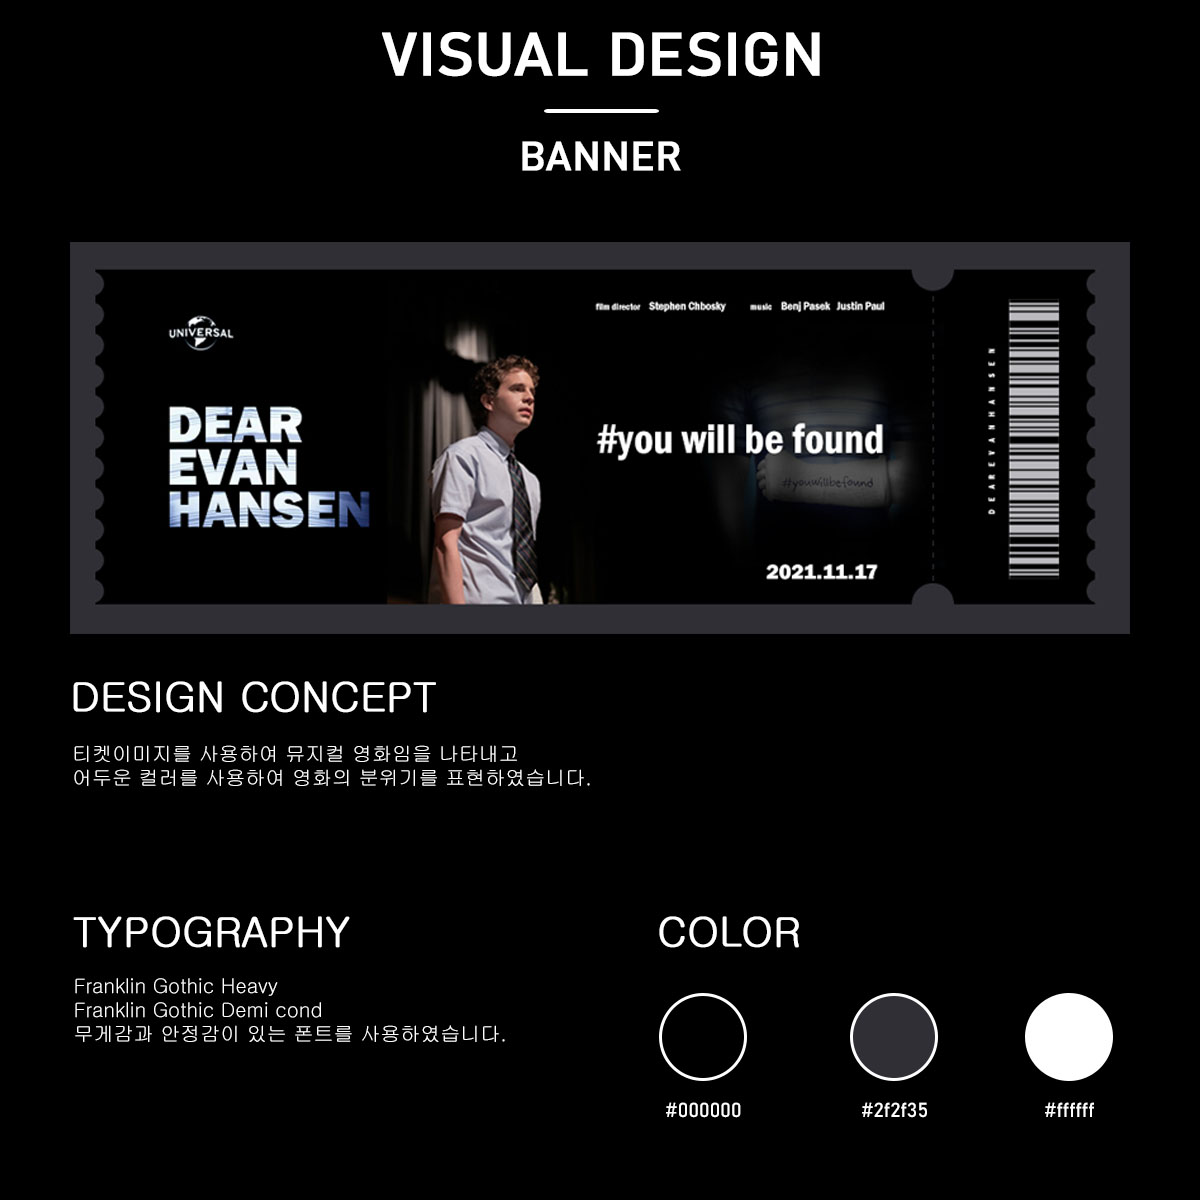 VISUAL DESIGN
BANNER
UNIVERSAL
film director Stephen Chbosky music Benj Pasek Justin Paul
DEAR
EVAN
HANSEN
#you will be found
#youwillbefound
2021.11.17
DEAREVANHANSEN
DESIGN CONCEPT
티켓이미지를 사용하여 뮤지컬 영화임을 나타내고
어두운 컬러를 사용하여 영화의 분위기를 표현하였습니다.
TYPOGRAPHY
Franklin Gothic Heavy
Franklin Gothic Demi cond
무게감과 안정감이 있는 폰트를 사용하였습니다.
COLOR
#000000 #2f2f35 #ffffff